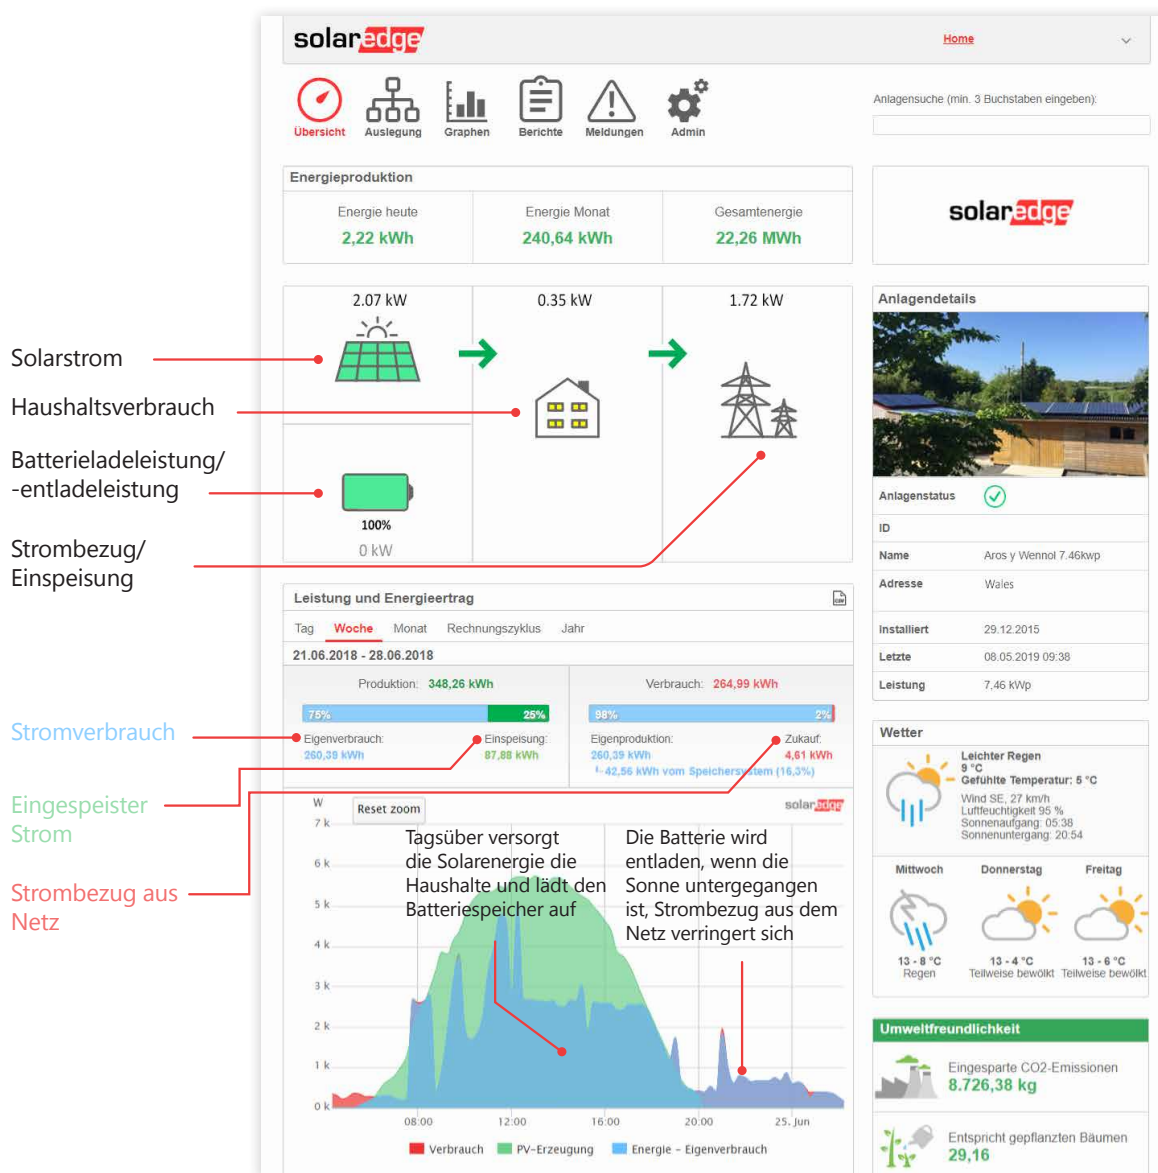 solaredge
Home
Übersicht
Auslegung
Graphen
Berichte
Meldungen
Admin
Anlagensuche (min. 3 Buchstaben eingeben):
Energieproduktion
Energie heute
2,22 kWh
Energie Monat
240,64 kWh
Gesamtenergie
22,26 MWh
solaredge
2.07 kW
0.35 kW
1.72 kW
Solarstrom
Haushaltsverbrauch
Batterieladeleistung/
-entladeleistung
100%
0 kW
Strombezug/
Einspeisung
Anlagendetails
Anlagenstatus
ID
Name Aros y Wennol 7.46kwp
Adresse Wales
Installiert 29.12.2015
Letzte 08.05.2019 09:38
Leistung 7,46 kWp
Leistung und Energieertrag
CSV
Tag Woche Monat Rechnungszyklus Jahr
21.06.2018 - 28.06.2018
Produktion: 348,26 kWh
Verbrauch: 264,99 kWh
75% 25%
98% 2%
Eigenverbrauch:
260,39 kWh
Einspeisung:
87,88 kWh
Eigenproduktion:
260,39 kWh
42,56 kWh vom Speichersystem (16,3%)
Zukauf:
4,61 kWh
Stromverbrauch
Eingespeister
Strom
Strombezug aus
Netz
W
Reset zoom
solaredge
7 k
6 k
5 k
4 k
3 k
2 k
1 k
0 k
Tagsüber versorgt
die Solarenergie die
Haushalte und lädt den
Batteriespeicher auf
Die Batterie wird
entladen, wenn die
Sonne untergegangen
ist, Strombezug aus dem
Netz verringert sich
08:00 12:00 16:00 20:00 25. Jun
Verbrauch PV-Erzeugung Energie - Eigenverbrauch
Wetter
Leichter Regen
9 °C
Gefühlte Temperatur: 5 °C
Wind SE, 27 km/h
Luftfeuchtigkeit 95 %
Sonnenaufgang: 05:38
Sonnenuntergang: 20:54
Mittwoch
13 - 8 °C
Regen
Donnerstag
13 - 4 °C
Teilweise bewölkt
Freitag
13 - 6 °C
Teilweise bewölkt
Umweltfreundlichkeit
Eingesparte CO2-Emissionen
8.726,38 kg
Entspricht gepflanzten Bäumen
29,16